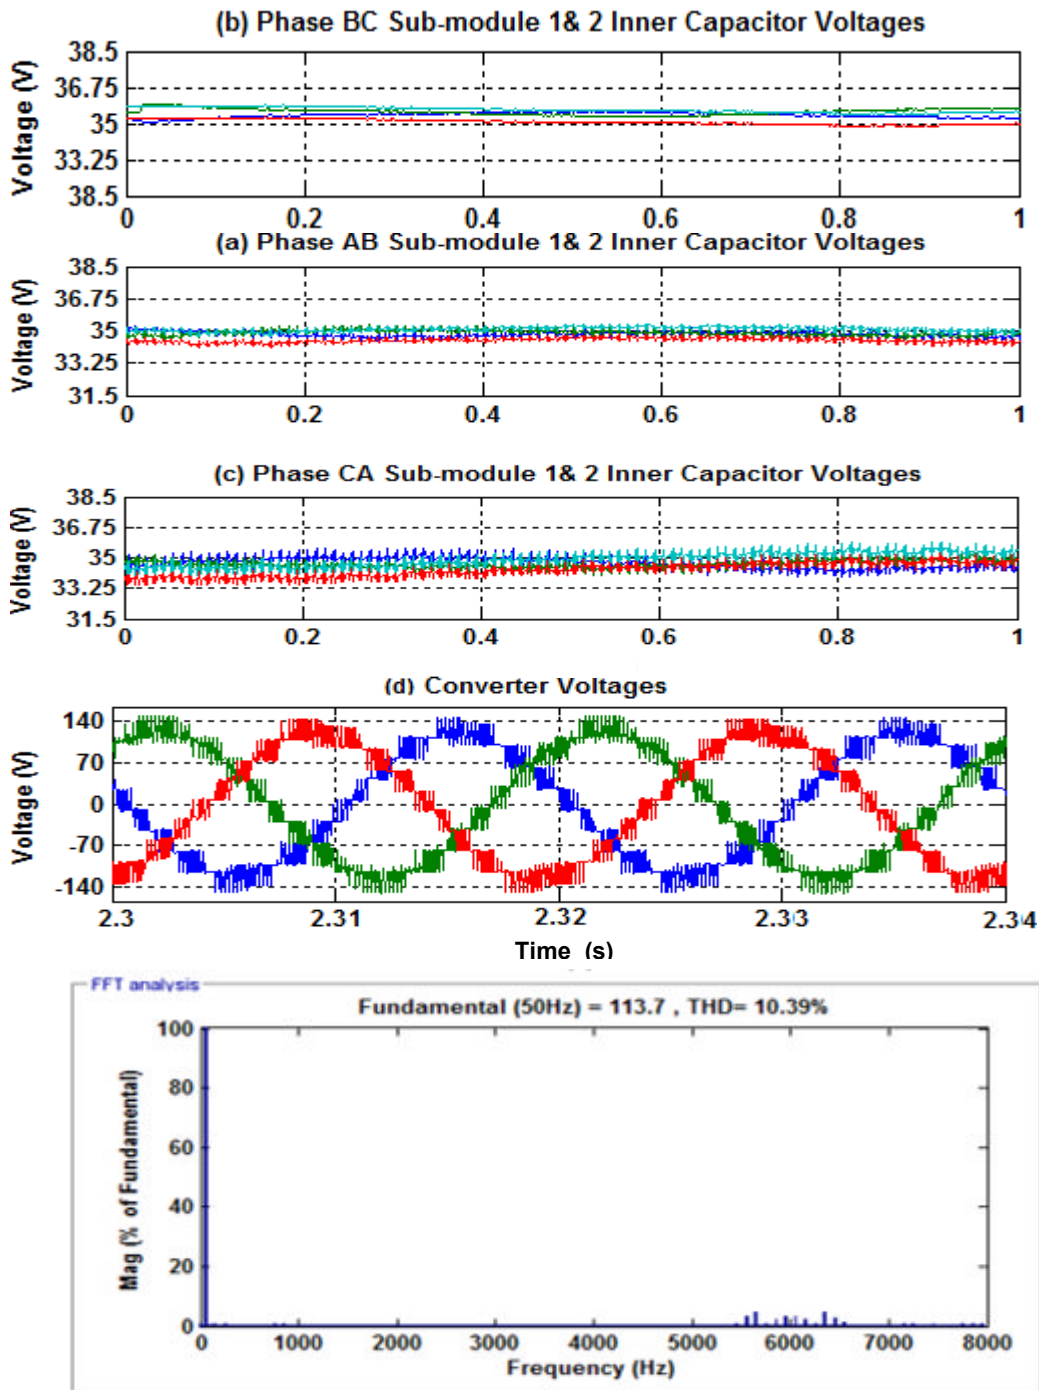 (b) Phase BC Sub-module 1& 2 Inner Capacitor Voltages
Voltage (V)
38.5
36.75
35
33.25
38.5
0 0.2 0.4 0.6 0.8 1
(a) Phase AB Sub-module 1& 2 Inner Capacitor Voltages
Voltage (V)
38.5
36.75
35
33.25
31.5
0 0.2 0.4 0.6 0.8 1
(c) Phase CA Sub-module 1& 2 Inner Capacitor Voltages
Voltage (V)
38.5
36.75
35
33.25
31.5
0 0.2 0.4 0.6 0.8 1
(d) Converter Voltages
Voltage (V)
140
70
0
-70
-140
2.3 2.31 2.32 2.33 2.34
Time (s)
FFT analysis
Fundamental (50Hz) = 113.7 , THD= 10.39%
Mag (% of Fundamental)
100
80
60
40
20
0
0 1000 2000 3000 4000 5000 6000 7000 8000
Frequency (Hz)